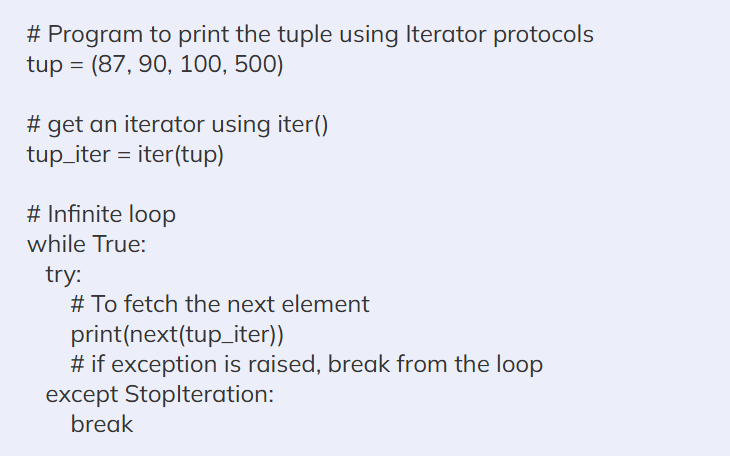 # Program to print the tuple using Iterator protocols
tup = (87, 90, 100, 500)

# get an iterator using iter()
tup_iter = iter(tup)

# Infinite loop
while True:
   try:
      # To fetch the next element
      print(next(tup_iter))
      # if exception is raised, break from the loop
   except StopIteration:
      break